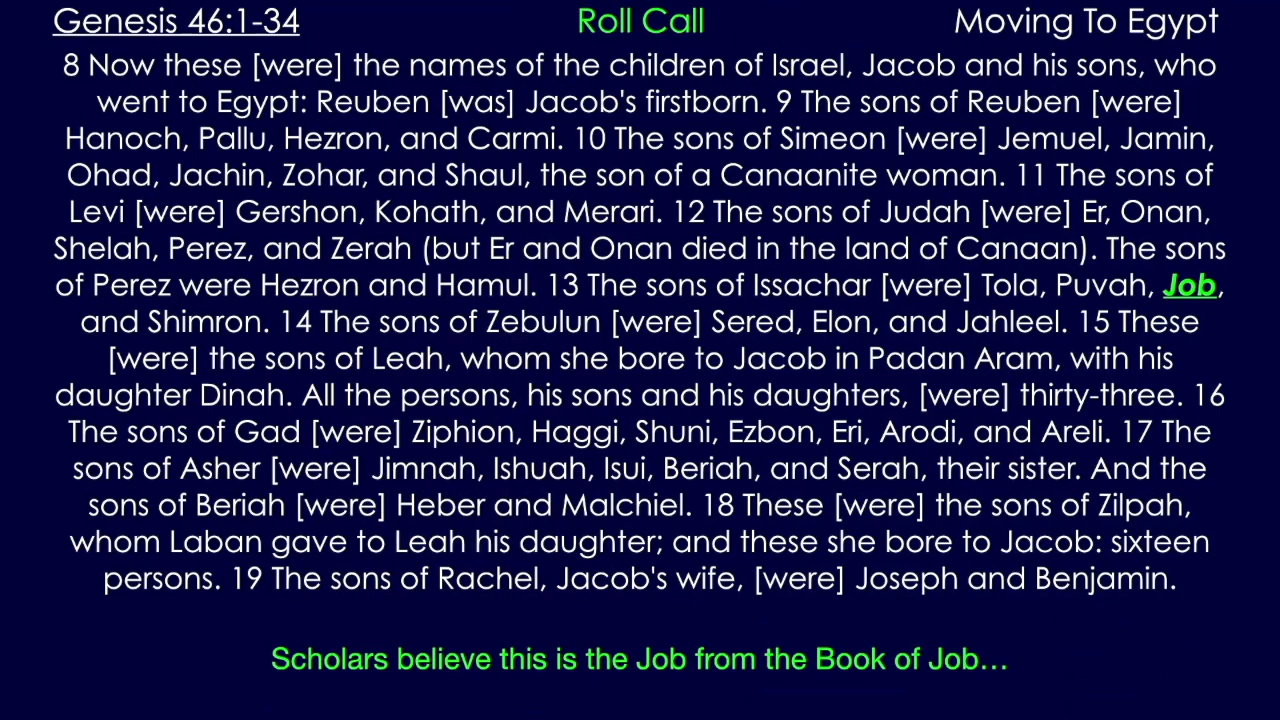 Genesis 46:1-34 Roll Call Moving To Egypt
8 Now these [were] the names of the children of Israel, Jacob and his sons, who
went to Egypt: Reuben [was] Jacob's firstborn. 9 The sons of Reuben [were]
Hanoch, Pallu, Hezron, and Carmi. 10 The sons of Simeon [were] Jemuel, Jamin,
Ohad, Jachin, Zohar, and Shaul, the son of a Canaanite woman. 11 The sons of
Levi [were] Gershon, Kohath, and Merari. 12 The sons of Judah [were] Er, Onan,
Shelah, Perez, and Zerah (but Er and Onan died in the land of Canaan). The sons
of Perez were Hezron and Hamul. 13 The sons of Issachar [were] Tola, Puvah, Job,
and Shimron. 14 The sons of Zebulun [were] Sered, Elon, and Jahleel. 15 These
[were] the sons of Leah, whom she bore to Jacob in Padan Aram, with his
daughter Dinah. All the persons, his sons and his daughters, [were] thirty-three. 16
The sons of Gad [were] Ziphion, Haggi, Shuni, Ezbon, Eri, Arodi, and Areli. 17 The
sons of Asher [were] Jimnah, Ishuah, Isui, Beriah, and Serah, their sister. And the
sons of Beriah [were] Heber and Malchiel. 18 These [were] the sons of Zilpah,
whom Laban gave to Leah his daughter; and these she bore to Jacob: sixteen
persons. 19 The sons of Rachel, Jacob's wife, [were] Joseph and Benjamin.
Scholars believe this is the Job from the Book of Job…